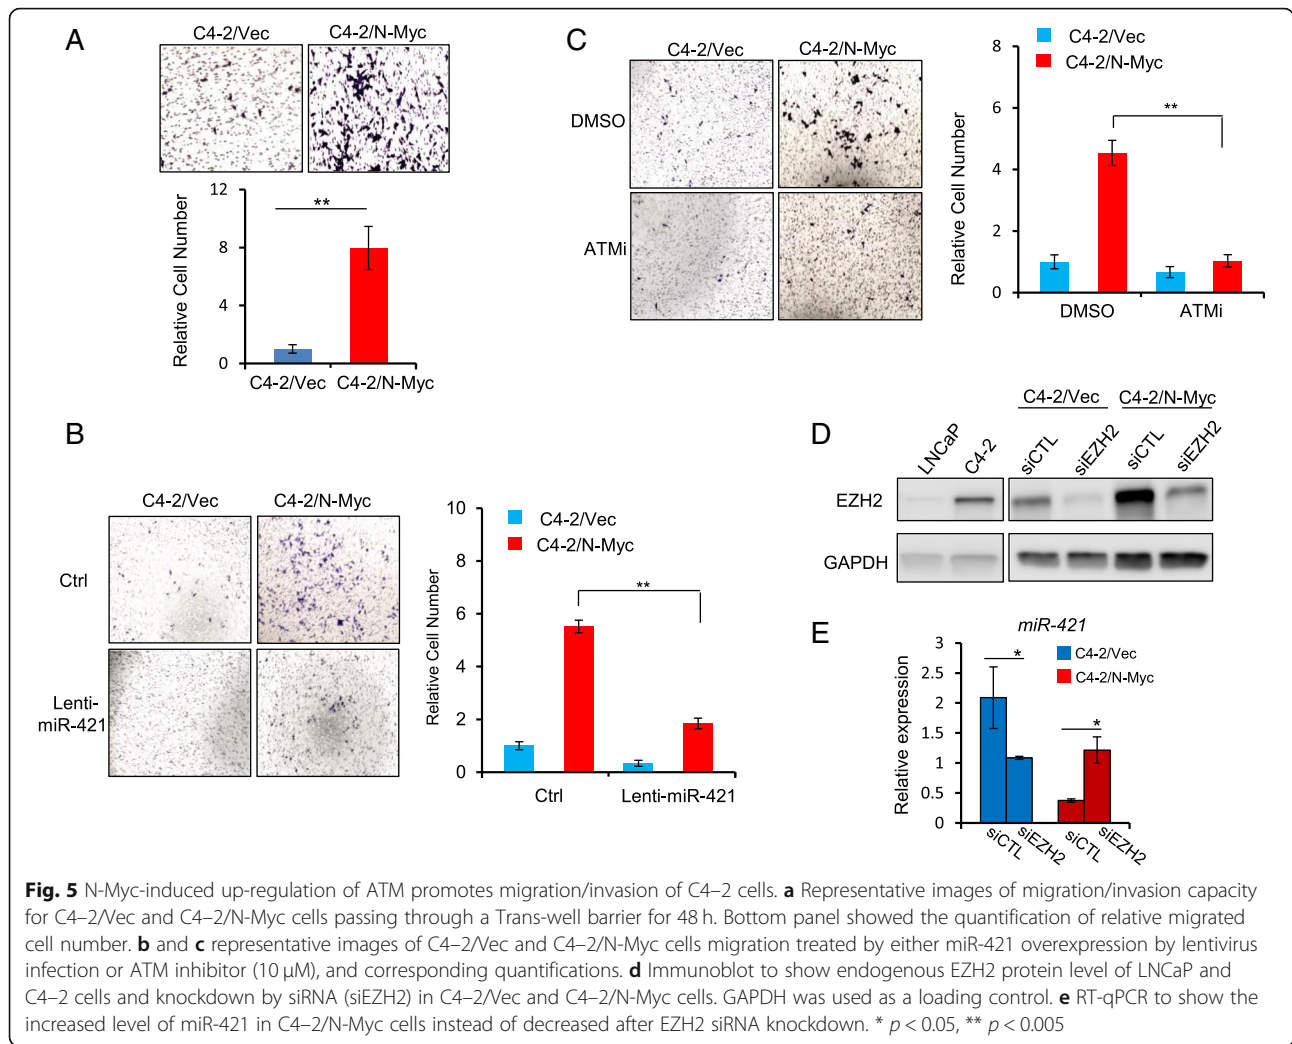 A
C4-2/Vec C4-2/N-Myc
12
8
4
0
Relative Cell Number
**
C4-2/Vec C4-2/N-Myc
B
C4-2/Vec C4-2/N-Myc
Ctrl
Lenti-
miR-421
10
8
6
4
2
0
Relative Cell Number
C4-2/Vec
C4-2/N-Myc
**
Ctrl Lenti-miR-421
C
C4-2/Vec C4-2/N-Myc
DMSO
ATMi
8
6
4
2
0
Relative Cell Number
C4-2/Vec
C4-2/N-Myc
**
DMSO ATMi
D
C4-2/Vec C4-2/N-Myc
LNCaP C4-2 siCTL siEZH2 siCTL siEZH2
EZH2
GAPDH
E
miR-421
3
2.5
2
1.5
1
0.5
0
Relative expression
C4-2/Vec
C4-2/N-Myc
*
*
siCTL siEZH2 siCTL siEZH2
Fig. 5 N-Myc-induced up-regulation of ATM promotes migration/invasion of C4–2 cells. a Representative images of migration/invasion capacity
for C4–2/Vec and C4–2/N-Myc cells passing through a Trans-well barrier for 48 h. Bottom panel showed the quantification of relative migrated
cell number. b and c representative images of C4–2/Vec and C4–2/N-Myc cells migration treated by either miR-421 overexpression by lentivirus
infection or ATM inhibitor (10 μM), and corresponding quantifications. d Immunoblot to show endogenous EZH2 protein level of LNCaP and
C4–2 cells and knockdown by siRNA (siEZH2) in C4–2/Vec and C4–2/N-Myc cells. GAPDH was used as a loading control. e RT-qPCR to show the
increased level of miR-421 in C4–2/N-Myc cells instead of decreased after EZH2 siRNA knockdown. * p < 0.05, ** p < 0.005